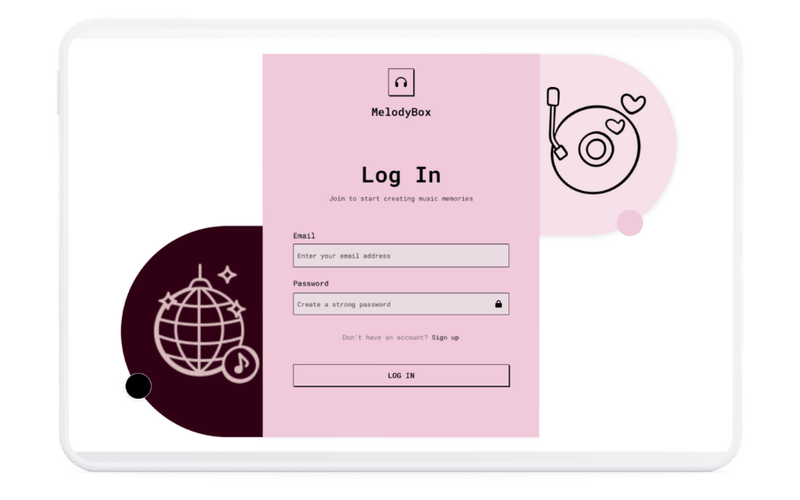 MelodyBox
Log In
Join to start creating music memories
Email
Enter your email address
Password
Create a strong password
Don't have an account? Sign up
LOG IN